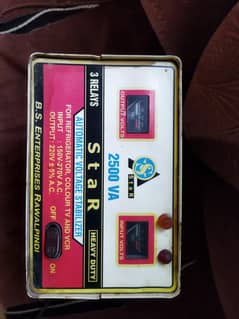 3 RELAYS
StaR
HEAVY DUTY
AUTOMATIC VOLTAGE STABILIZER
FOR REFRIGERATOR, COLOUR TV AND VCR
INPUT : 150V-270V A.C.
OUTPUT : 220V ± 5% A.C.
OFF
ON
B.S. ENTERPRISES RAWALPINDI
OUTPUT VOLTS
STAR
2500 VA
INPUT VOLTS